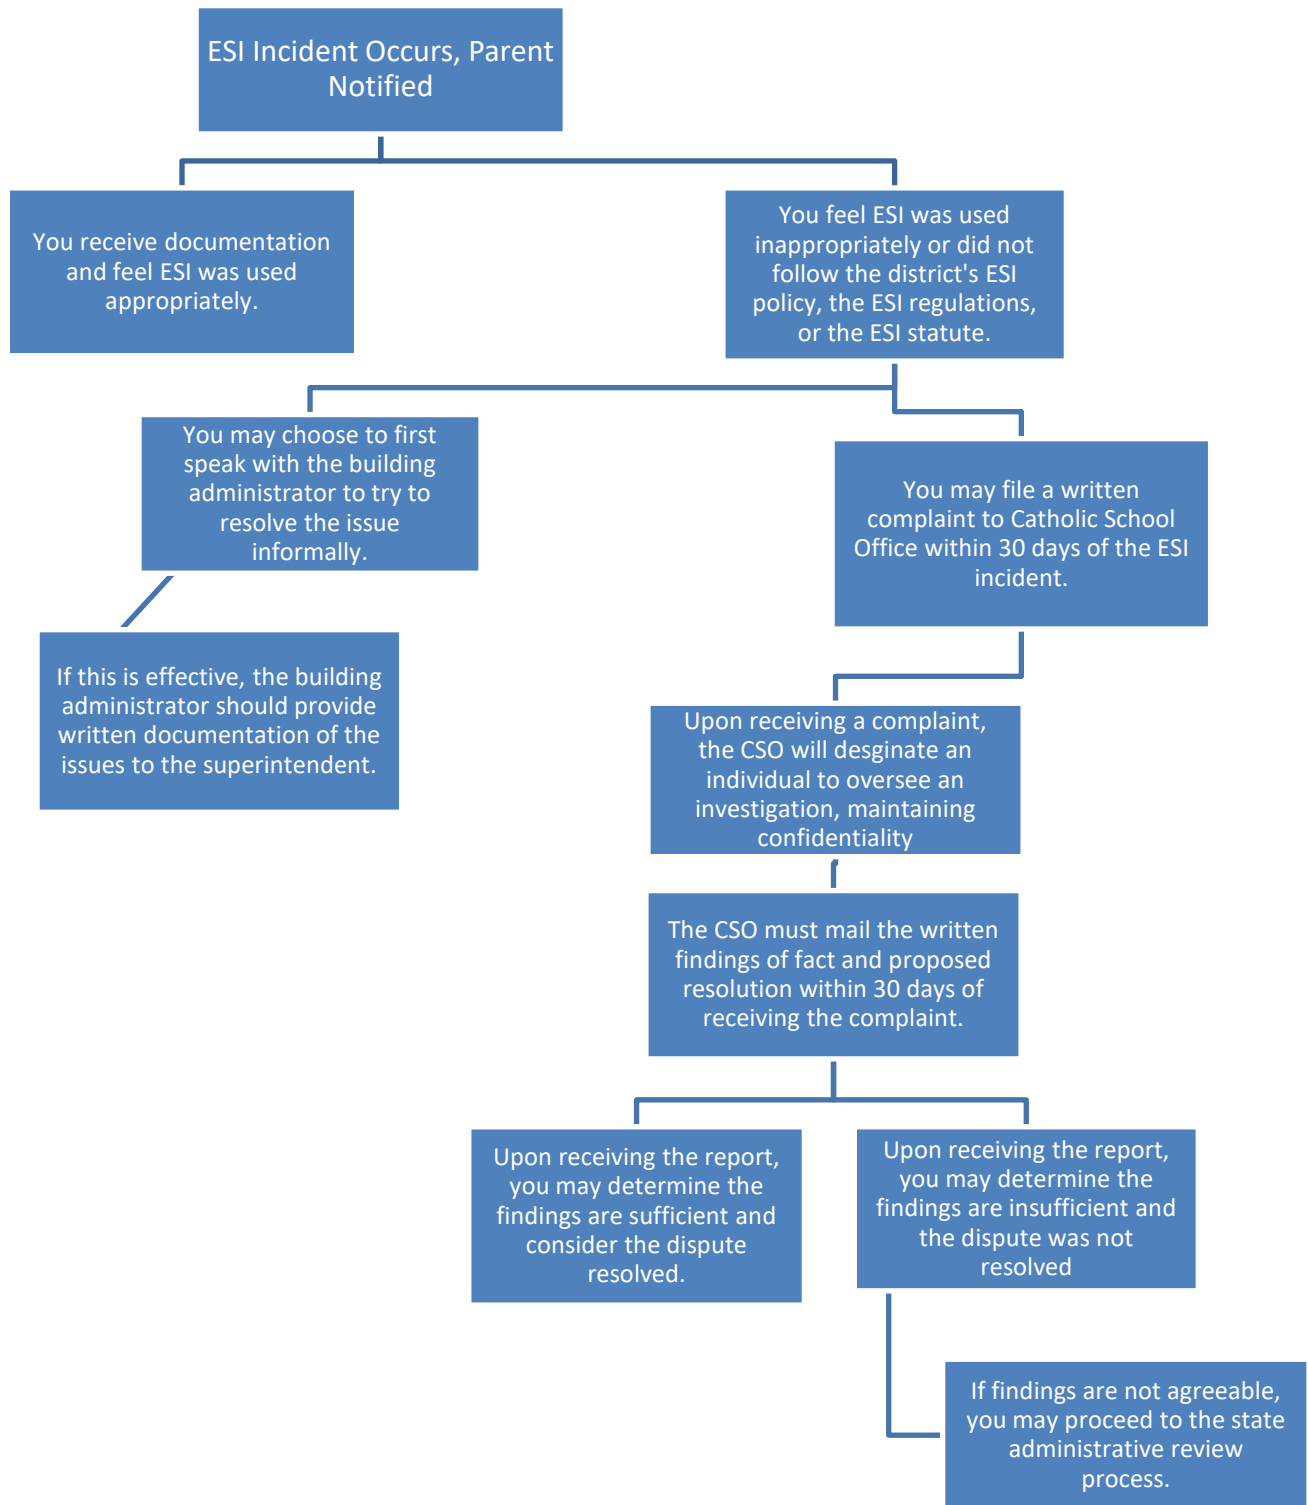 ESI Incident Occurs, Parent
Notified
You receive documentation
and feel ESI was used
appropriately.
You feel ESI was used
inappropriately or did not
follow the district's ESI
policy, the ESI regulations,
or the ESI statute.
You may choose to first
speak with the building
administrator to try to
resolve the issue
informally.
You may file a written
complaint to Catholic School
Office within 30 days of the ESI
incident.
If this is effective, the building
administrator should provide
written documentation of the
issues to the superintendent.
Upon receiving a complaint,
the CSO will desginate an
individual to oversee an
investigation, maintaining
confidentiality
The CSO must mail the written
findings of fact and proposed
resolution within 30 days of
receiving the complaint.
Upon receiving the report,
you may determine the
findings are sufficient and
consider the dispute
resolved.
Upon receiving the report,
you may determine the
findings are insufficient and
the dispute was not
resolved
If findings are not agreeable,
you may proceed to the state
administrative review
process.